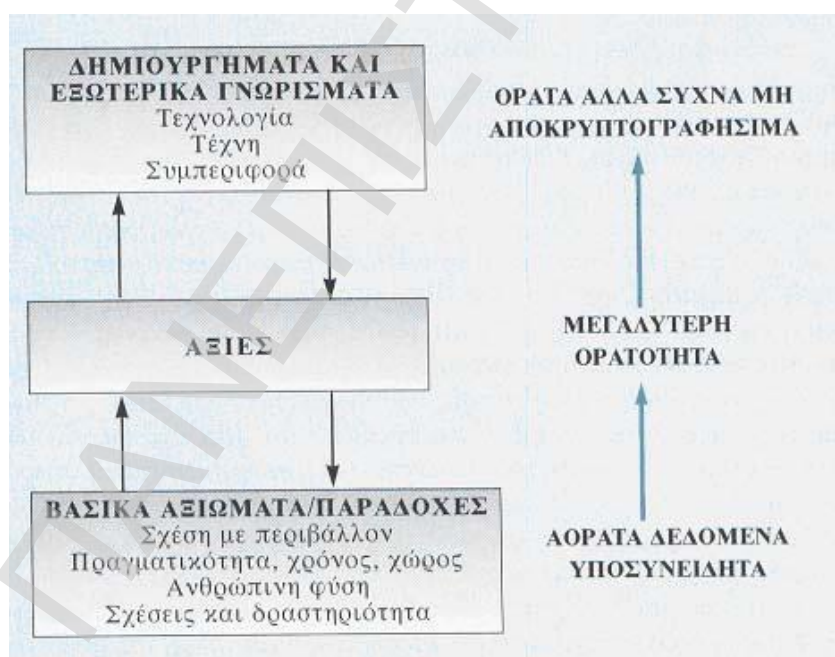 ΔΗΜΙΟΥΡΓΗΜΑΤΑ ΚΑΙ
ΕΞΩΤΕΡΙΚΑ ΓΝΩΡΙΣΜΑΤΑ
Τεχνολογία
Τέχνη
Συμπεριφορά
ΟΡΑΤΑ ΑΛΛΑ ΣΥΧΝΑ ΜΗ
ΑΠΟΚΡΥΠΤΟΓΡΑΦΗΣΙΜΑ
ΑΞΙΕΣ
ΜΕΓΑΛΥΤΕΡΗ
ΟΡΑΤΟΤΗΤΑ
ΒΑΣΙΚΑ ΑΞΙΩΜΑΤΑ/ΠΑΡΑΔΟΧΕΣ
Σχέση με περιβάλλον
Πραγματικότητα, χρόνος, χώρος
Ανθρώπινη φύση
Σχέσεις και δραστηριότητα
ΑΟΡΑΤΑ ΔΕΔΟΜΕΝΑ
ΥΠΟΣΥΝΕΙΔΗΤΑ
ΠΑΝΕΠΙΣΤ